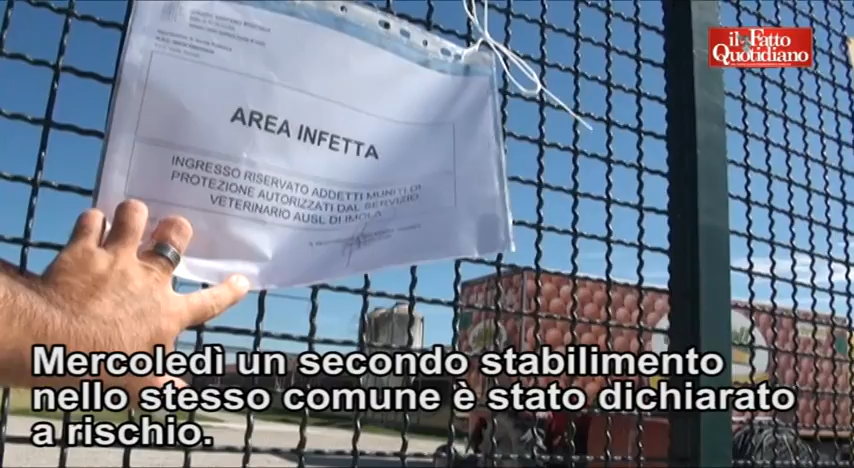 il Fatto
Quotidiano
AREA INFETTA
INGRESSO RISERVATO ADDETTI MUNITI DI
PROTEZIONE AUTORIZZATI DAL SERVIZIO
VETERINARIO AUSL DI IMOLA
Mercoledì un secondo stabilimento
nello stesso comune è stato dichiarato
a rischio.